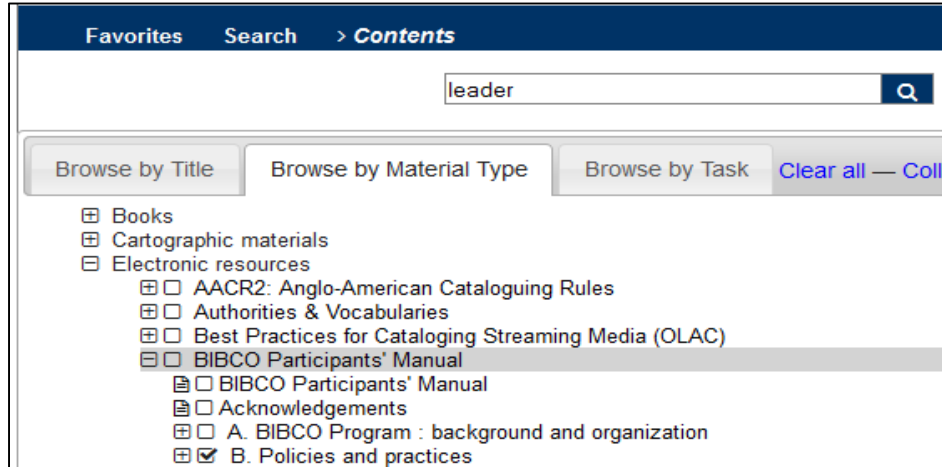 Favorites Search > Contents
leader
Browse by Title Browse by Material Type Browse by Task Clear all — Coll
Books
Cartographic materials
Electronic resources
AACR2: Anglo-American Cataloguing Rules
Authorities & Vocabularies
Best Practices for Cataloging Streaming Media (OLAC)
BIBCO Participants' Manual
BIBCO Participants' Manual
Acknowledgements
A. BIBCO Program : background and organization
B. Policies and practices